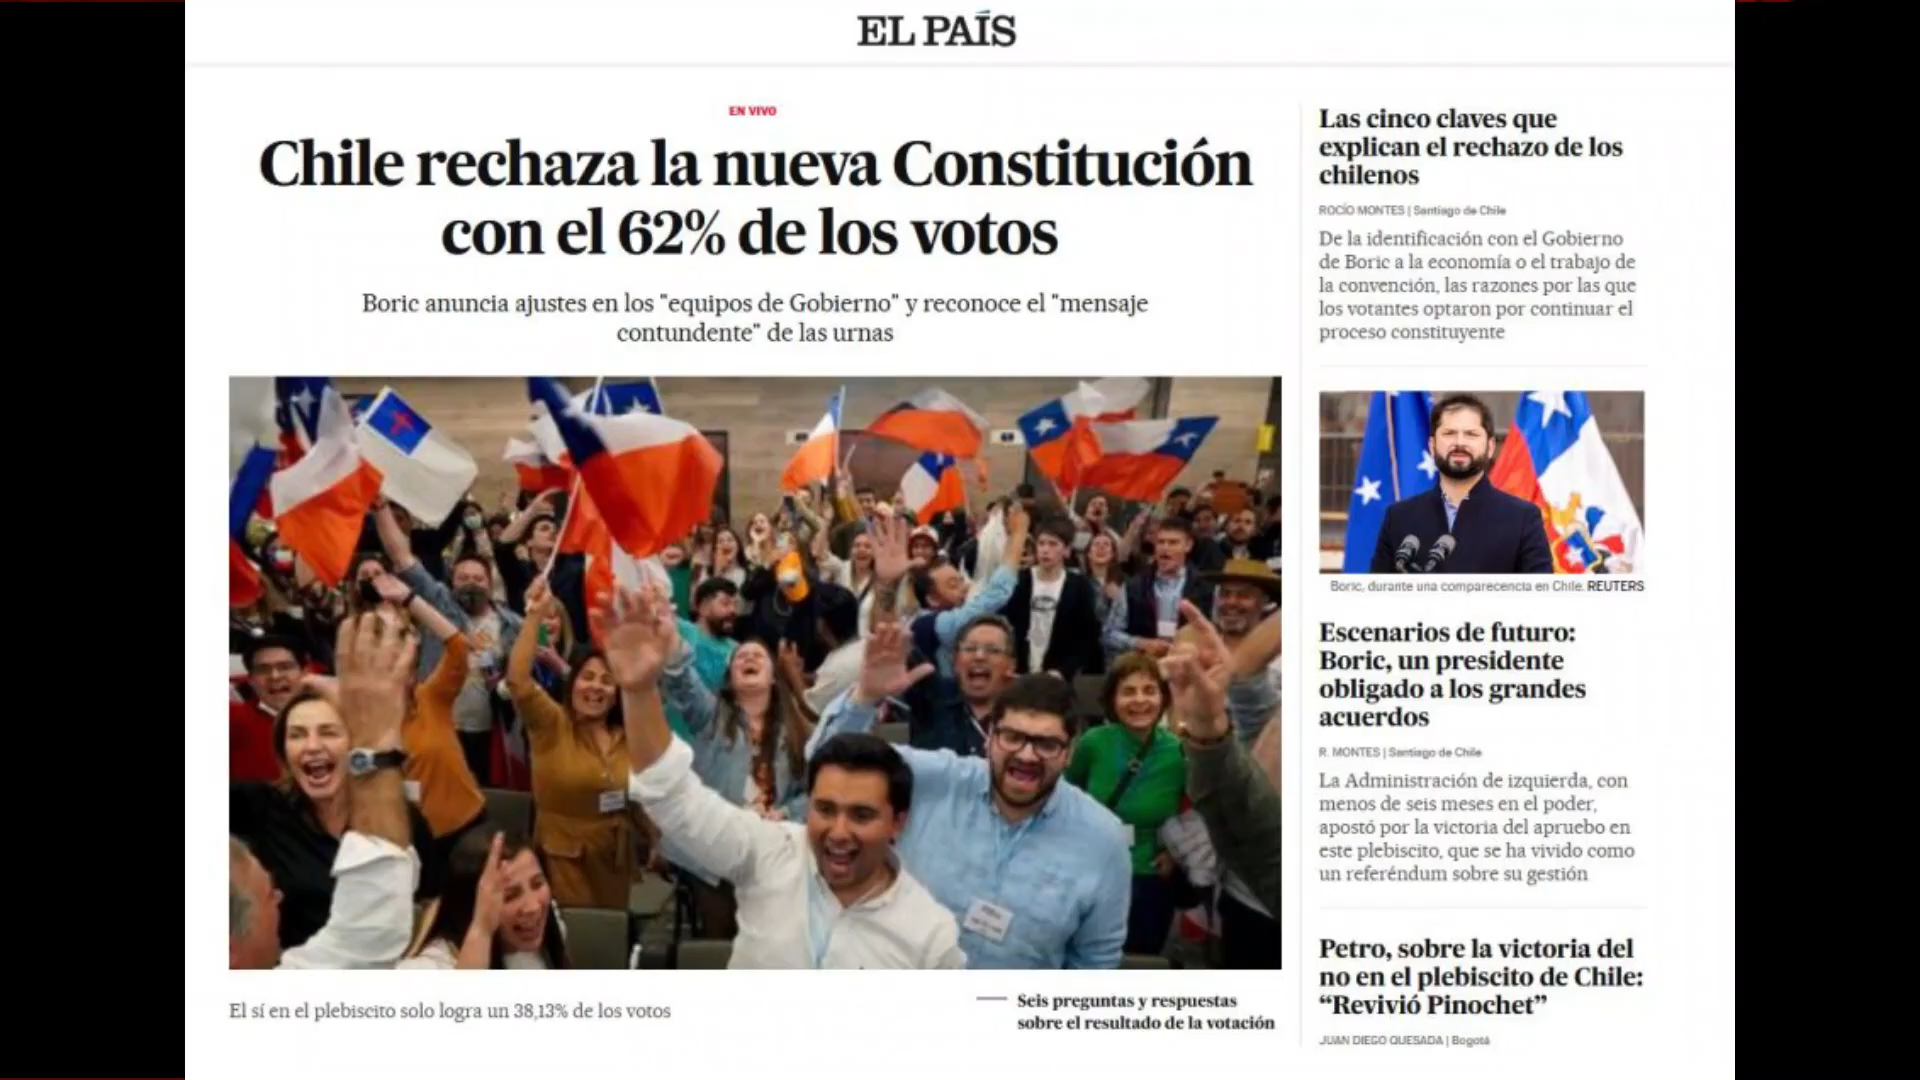 EL PAÍS
EN VIVO
Chile rechaza la nueva Constitución
con el 62% de los votos
Boric anuncia ajustes en los "equipos de Gobierno" y reconoce el "mensaje
contundente" de las urnas
El sí en el plebiscito solo logra un 38,13% de los votos
Seis preguntas y respuestas
sobre el resultado de la votación
Las cinco claves que
explican el rechazo de los
chilenos
ROCÍO MONTES | Santiago de Chile
De la identificación con el Gobierno
de Boric a la economía o el trabajo de
la convención, las razones por las que
los votantes optaron por continuar el
proceso constituyente
Boric, durante una comparecencia en Chile. REUTERS
Escenarios de futuro:
Boric, un presidente
obligado a los grandes
acuerdos
R. MONTES | Santiago de Chile
La Administración de izquierda, con
menos de seis meses en el poder,
apostó por la victoria del apruebo en
este plebiscito, que se ha vivido como
un referéndum sobre su gestión
Petro, sobre la victoria del
no en el plebiscito de Chile:
“Revivió Pinochet”
JUAN DIEGO QUESADA | Bogotá